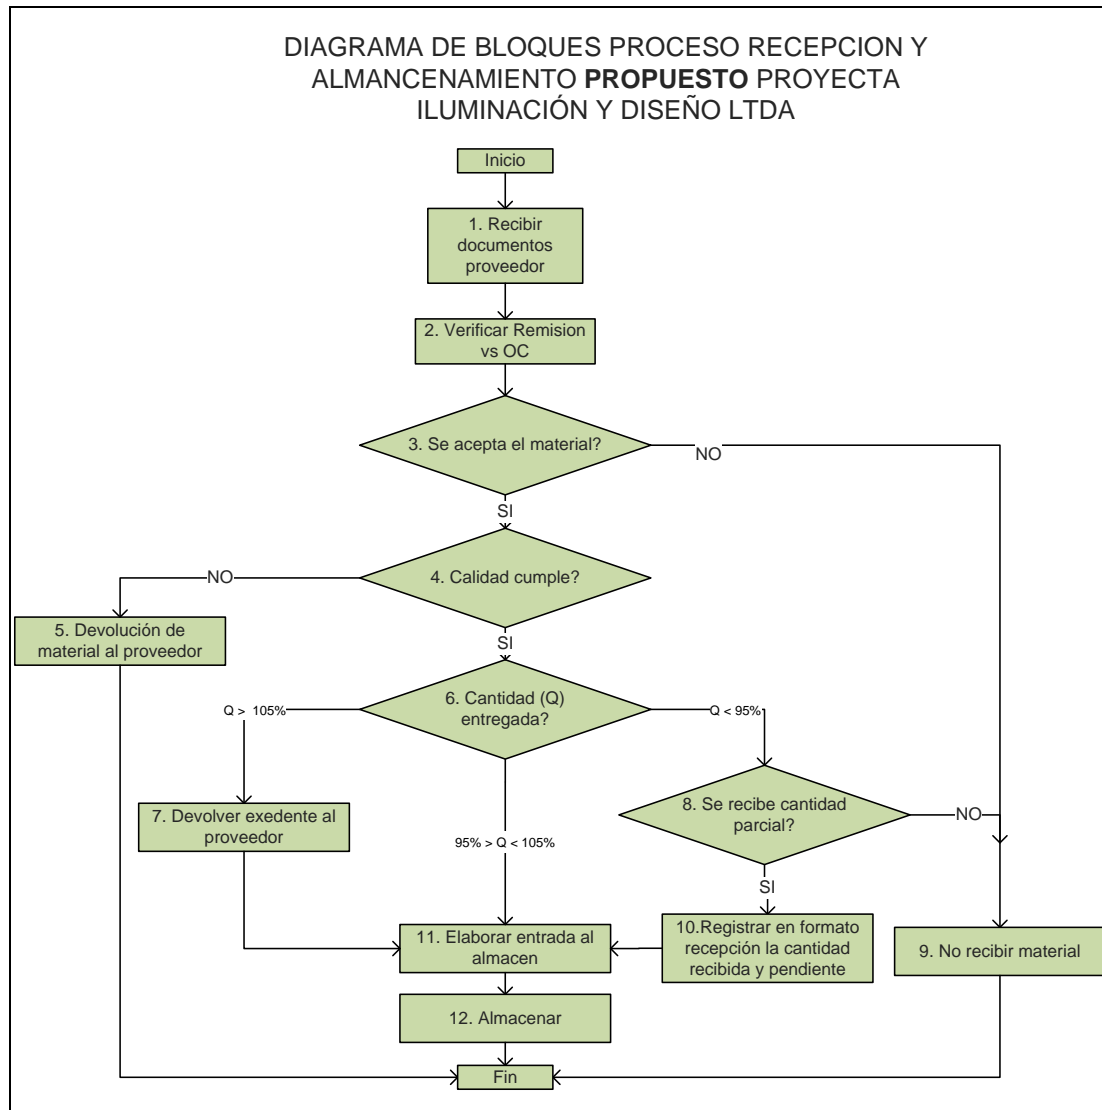 DIAGRAMA DE BLOQUES PROCESO RECEPCION Y
ALMANCENAMIENTO PROPUESTO PROYECTA
ILUMINACIÓN Y DISEÑO LTDA
Inicio
1. Recibir
documentos
proveedor
2. Verificar Remision
vs OC
3. Se acepta el material?
NO
SI
4. Calidad cumple?
NO
5. Devolución de
material al proveedor
SI
6. Cantidad (Q)
entregada?
Q > 105%
Q < 95%
7. Devolver exedente al
proveedor
95% > Q < 105%
8. Se recibe cantidad
parcial?
NO
SI
11. Elaborar entrada al
almacen
10.Registrar en formato
recepción la cantidad
recibida y pendiente
9. No recibir material
12. Almacenar
Fin